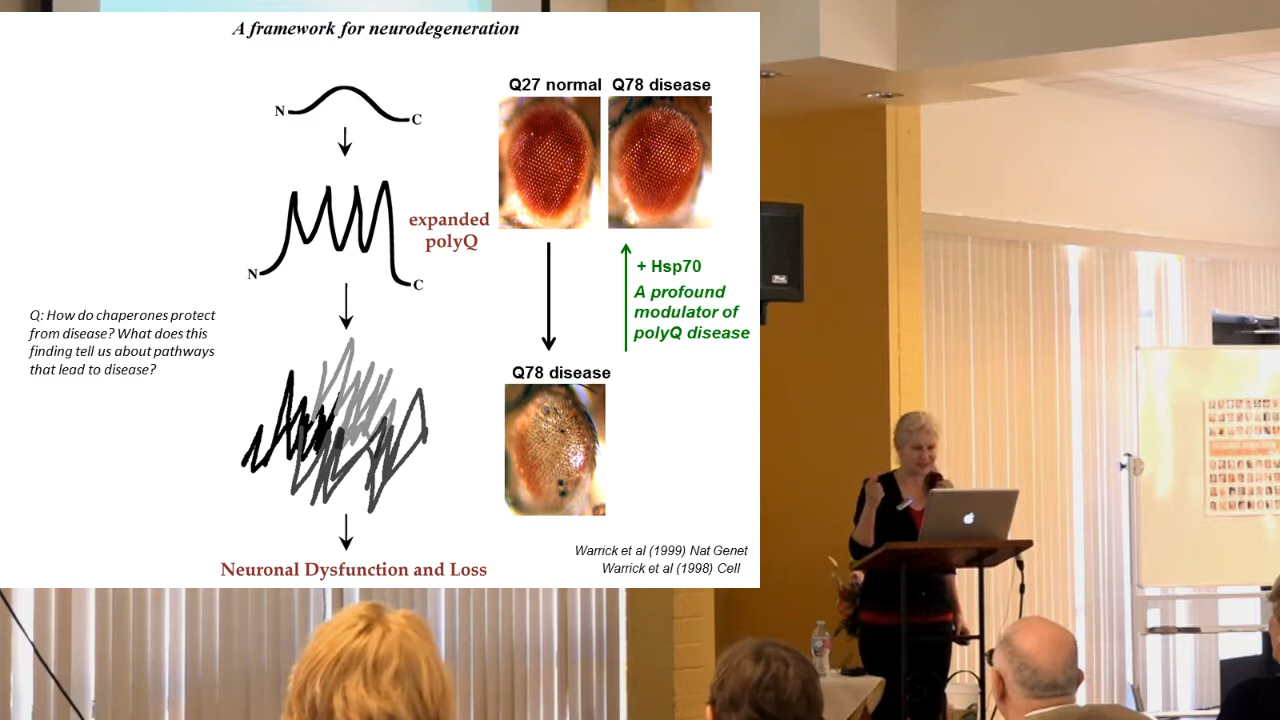 A framework for neurodegeneration
N
C
expanded
polyQ
N
C
Q: How do chaperones protect
from disease? What does this
finding tell us about pathways
that lead to disease?
Neuronal Dysfunction and Loss
Q27 normal
Q78 disease
+ Hsp70
A profound
modulator of
polyQ disease
Q78 disease
Warrick et al (1999) Nat Genet
Warrick et al (1998) Cell